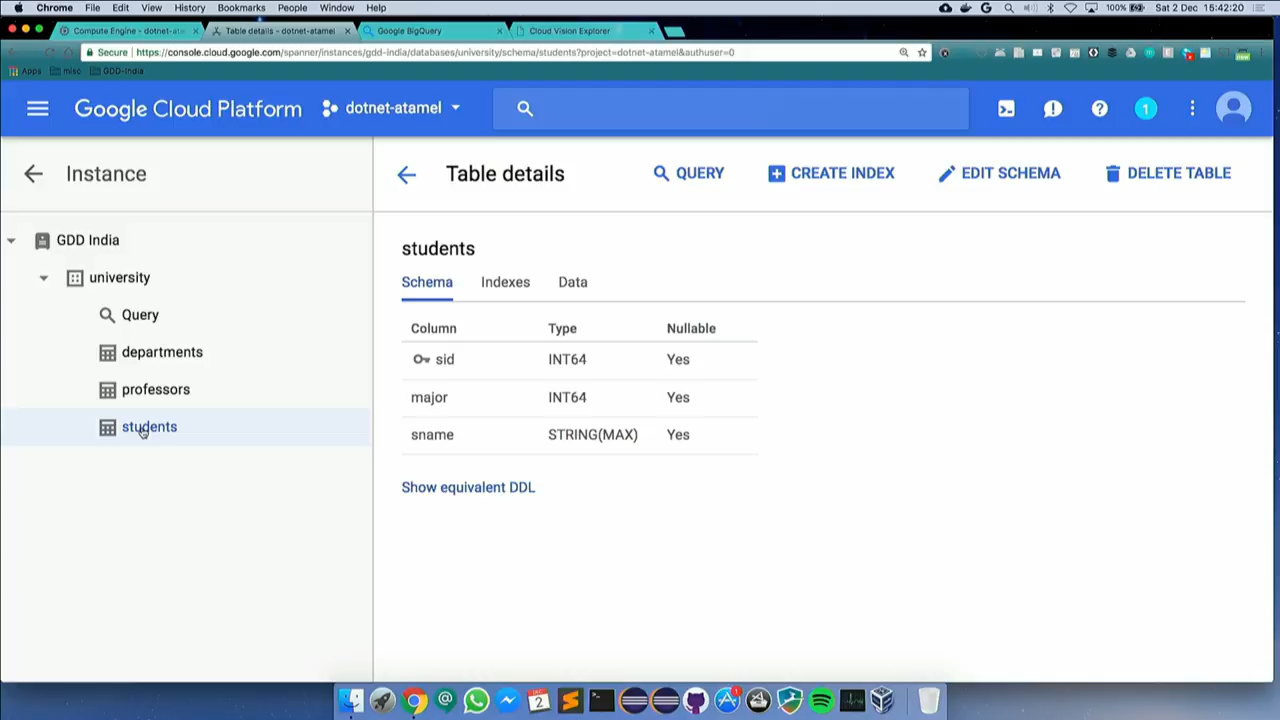 Chrome File Edit View History Bookmarks People Window Help 100% Sat 2 Dec 15:42:20
Compute Engine - dotnet-atam Table details - dotnet-atamel Google BigQuery Cloud Vision Explorer
Secure https://console.cloud.google.com/spanner/instances/gdd-india/databases/university/schema/students?project=dotnet-atamel&authuser=0
Apps misc GDD-India
Google Cloud Platform dotnet-atamel 1
Instance
Table details QUERY CREATE INDEX EDIT SCHEMA DELETE TABLE
GDD India
university
Query
departments
professors
students
students
Schema Indexes Data
Column Type Nullable
sid INT64 Yes
major INT64 Yes
sname STRING(MAX) Yes
Show equivalent DDL
2